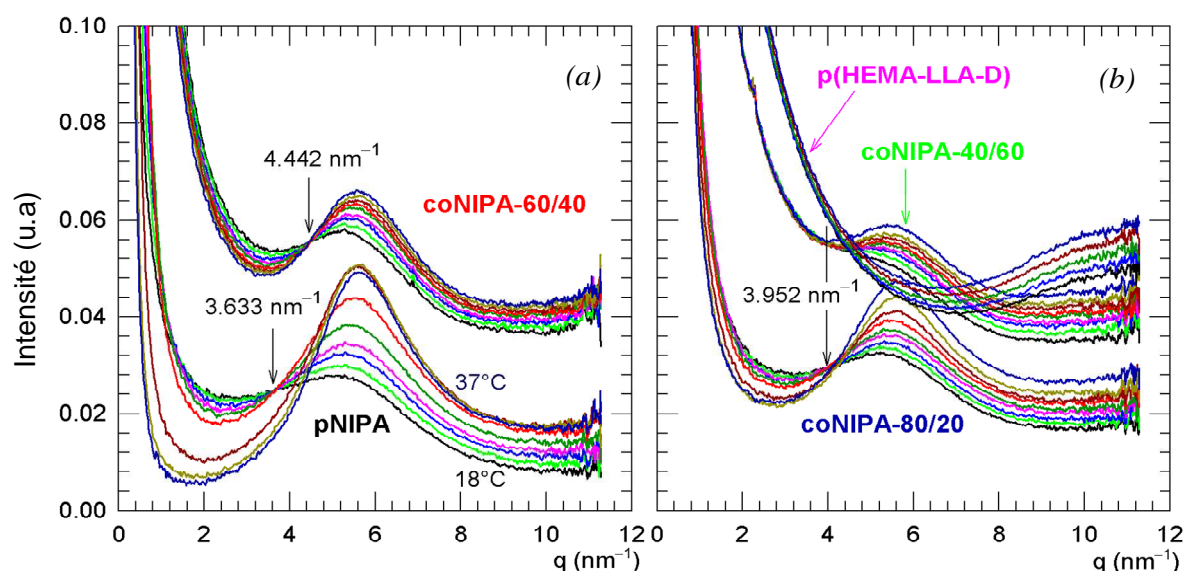 Intensité (u.a)
0.10
0.08
0.06
0.04
0.02
0.00
(a)
4.442 nm⁻¹
coNIPA-60/40
3.633 nm⁻¹
37°C
pNIPA
18°C
0 2 4 6 8 10 12
q (nm⁻¹)
(b)
p(HEMA-LLA-D)
coNIPA-40/60
3.952 nm⁻¹
coNIPA-80/20
2 4 6 8 10 12
q (nm⁻¹)